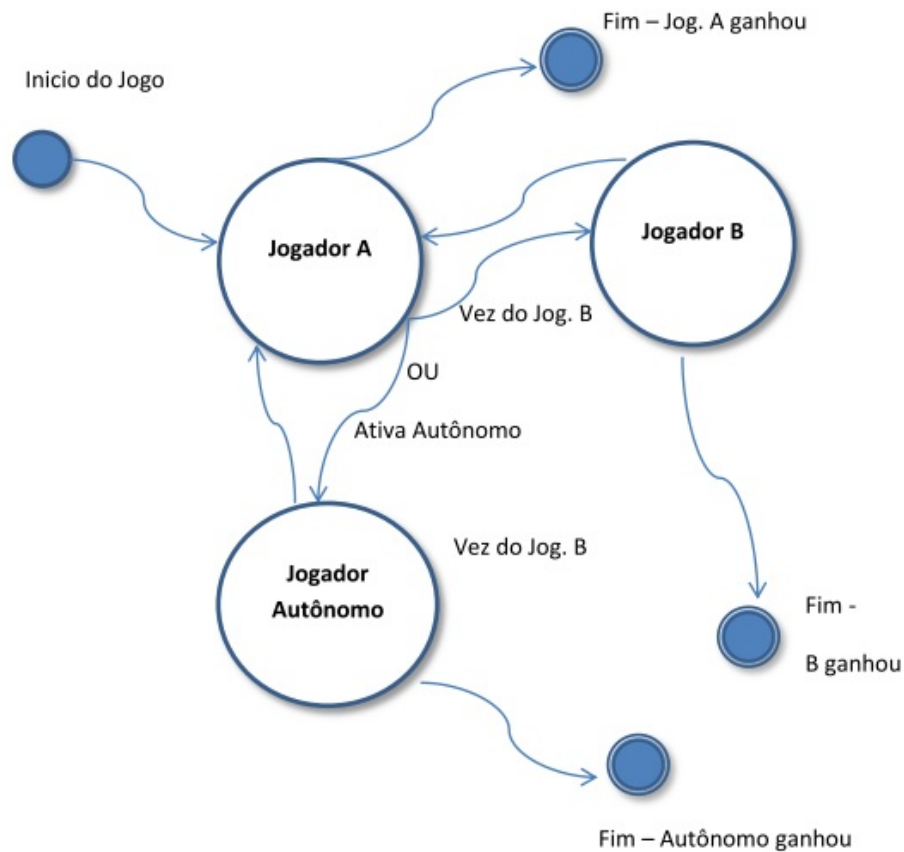 Fim – Jog. A ganhou
Inicio do Jogo
Jogador A
Jogador B
Vez do Jog. B
OU
Ativa Autônomo
Jogador
Autônomo
Vez do Jog. B
Fim -
B ganhou
Fim – Autônomo ganhou